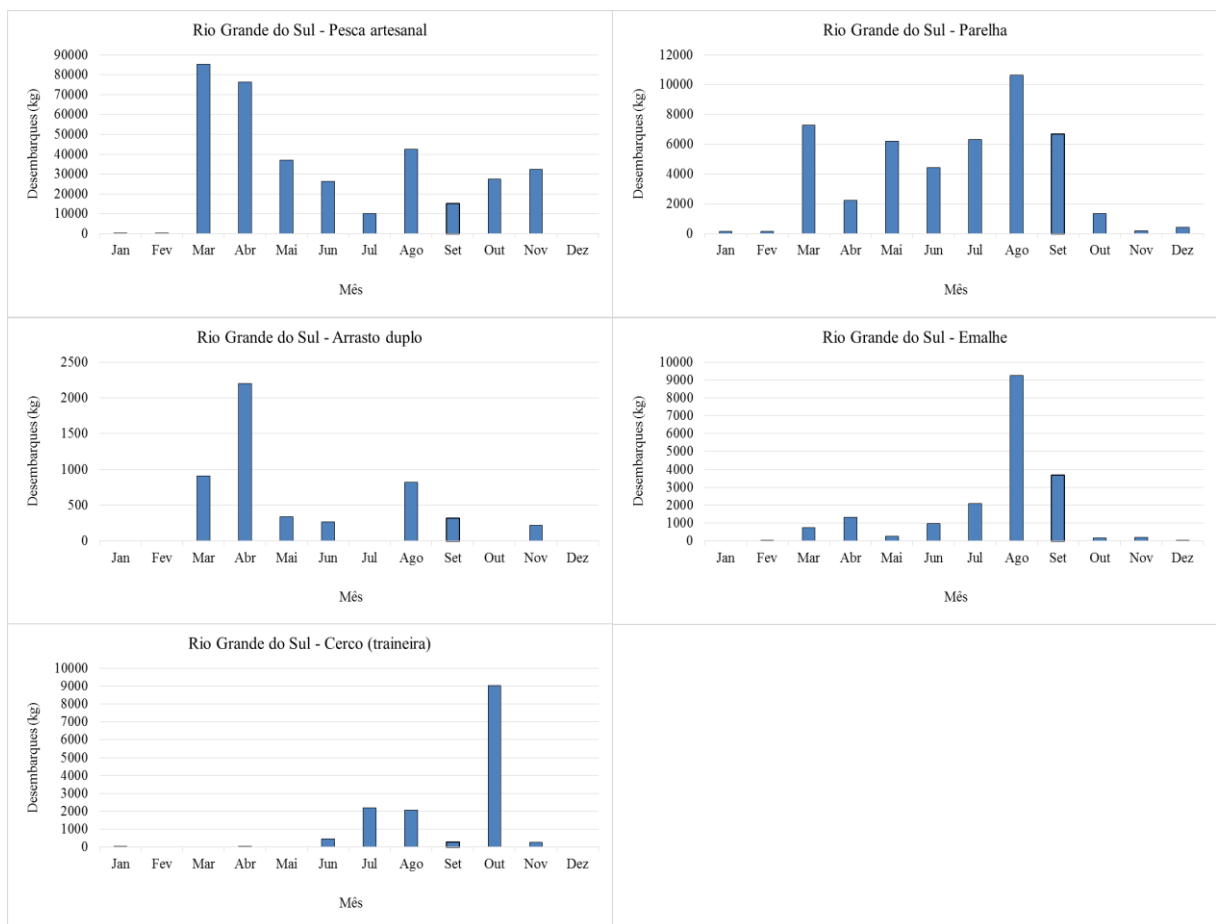 Rio Grande do Sul - Pesca artesanal
Desembarques (kg)
90000
80000
70000
60000
50000
40000
30000
20000
10000
0
Jan Fev Mar Abr Mai Jun Jul Ago Set Out Nov Dez
Mês
Rio Grande do Sul - Parelha
Desembarques (kg)
12000
10000
8000
6000
4000
2000
0
Jan Fev Mar Abr Mai Jun Jul Ago Set Out Nov Dez
Mês
Rio Grande do Sul - Arrasto duplo
Desembarques (kg)
2500
2000
1500
1000
500
0
Jan Fev Mar Abr Mai Jun Jul Ago Set Out Nov Dez
Mês
Rio Grande do Sul - Emalhe
Desembarques (kg)
10000
9000
8000
7000
6000
5000
4000
3000
2000
1000
0
Jan Fev Mar Abr Mai Jun Jul Ago Set Out Nov Dez
Mês
Rio Grande do Sul - Cerco (traineira)
Desembarques (kg)
10000
9000
8000
7000
6000
5000
4000
3000
2000
1000
0
Jan Fev Mar Abr Mai Jun Jul Ago Set Out Nov Dez
Mês